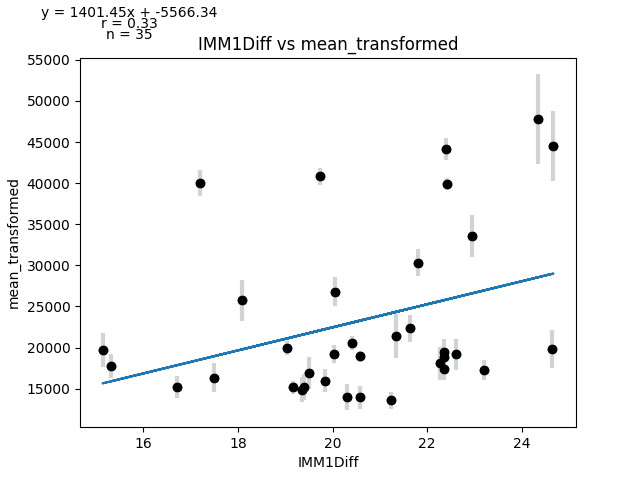 y = 1401.45x + -5566.34
r = 0.33
n = 35
IMM1Diff vs mean_transformed
55000
50000
45000
40000
35000
30000
25000
20000
15000
mean_transformed
16 18 20 22 24
IMM1Diff